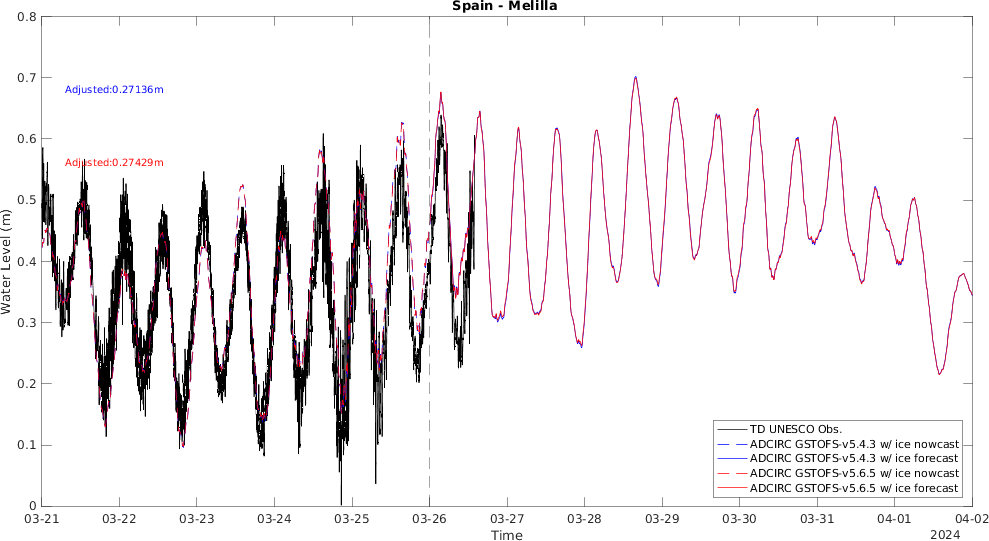 Spain - Melilla
0.8
0.7
0.6
0.5
0.4
0.3
0.2
0.1
0
Water Level (m)
Adjusted:0.27136m
Adjusted:0.27429m
TD UNESCO Obs.
ADCIRC GSTOFS-v5.4.3 w/ ice nowcast
ADCIRC GSTOFS-v5.4.3 w/ ice forecast
ADCIRC GSTOFS-v5.6.5 w/ ice nowcast
ADCIRC GSTOFS-v5.6.5 w/ ice forecast
03-21 03-22 03-23 03-24 03-25 03-26 03-27 03-28 03-29 03-30 03-31 04-01 04-02
Time
2024